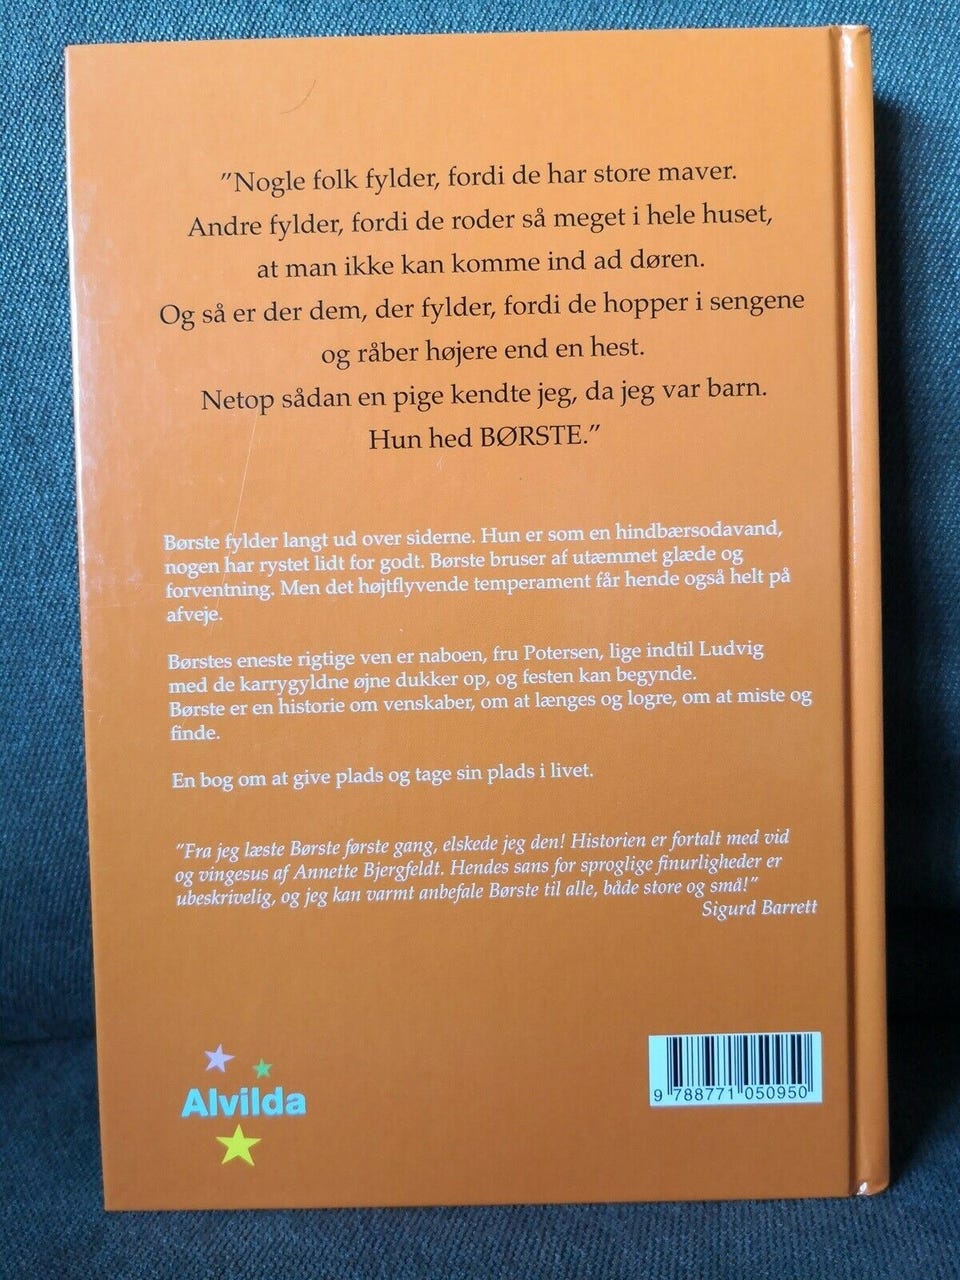 ”Nogle folk fylder, fordi de har store maver.
Andre fylder, fordi de roder så meget i hele huset,
at man ikke kan komme ind ad døren.
Og så er der dem, der fylder, fordi de hopper i sengene
og råber højere end en hest.
Netop sådan en pige kendte jeg, da jeg var barn.
Hun hed BØRSTE.”
Børste fylder langt ud over siderne. Hun er som en hindbærsodavand,
nogen har rystet lidt for godt. Børste bruser af utæmmet glæde og
forventning. Men det højtflyvende temperament får hende også helt på
afveje.
Børstes eneste rigtige ven er naboen, fru Potersen, lige indtil Ludvig
med de karrygyldne øjne dukker op, og festen kan begynde.
Børste er en historie om venskaber, om at længes og logre, om at miste og
finde.
En bog om at give plads og tage sin plads i livet.
”Fra jeg læste Børste første gang, elskede jeg den! Historien er fortalt med vid
og vingesus af Annette Bjergfeldt. Hendes sans for sproglige finurligheder er
ubeskrivelig, og jeg kan varmt anbefale Børste til alle, både store og små!”
Sigurd Barrett
Alvilda
9 788771 050950